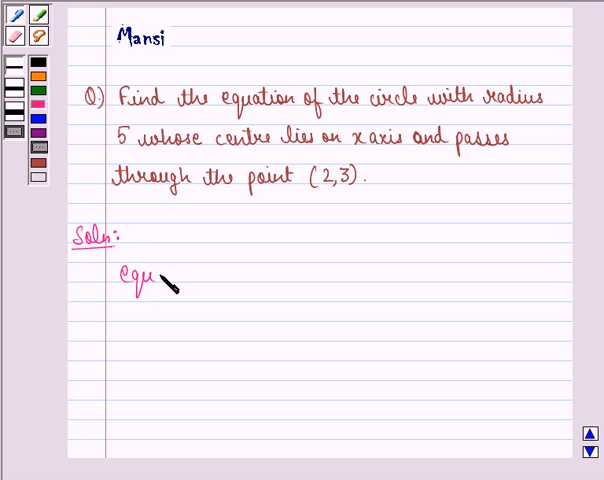 Mansi
Q.) Find the equation of the circle with radius
5 whose centre lies on x axis and passes
through the point (2,3).
Soln:
equ